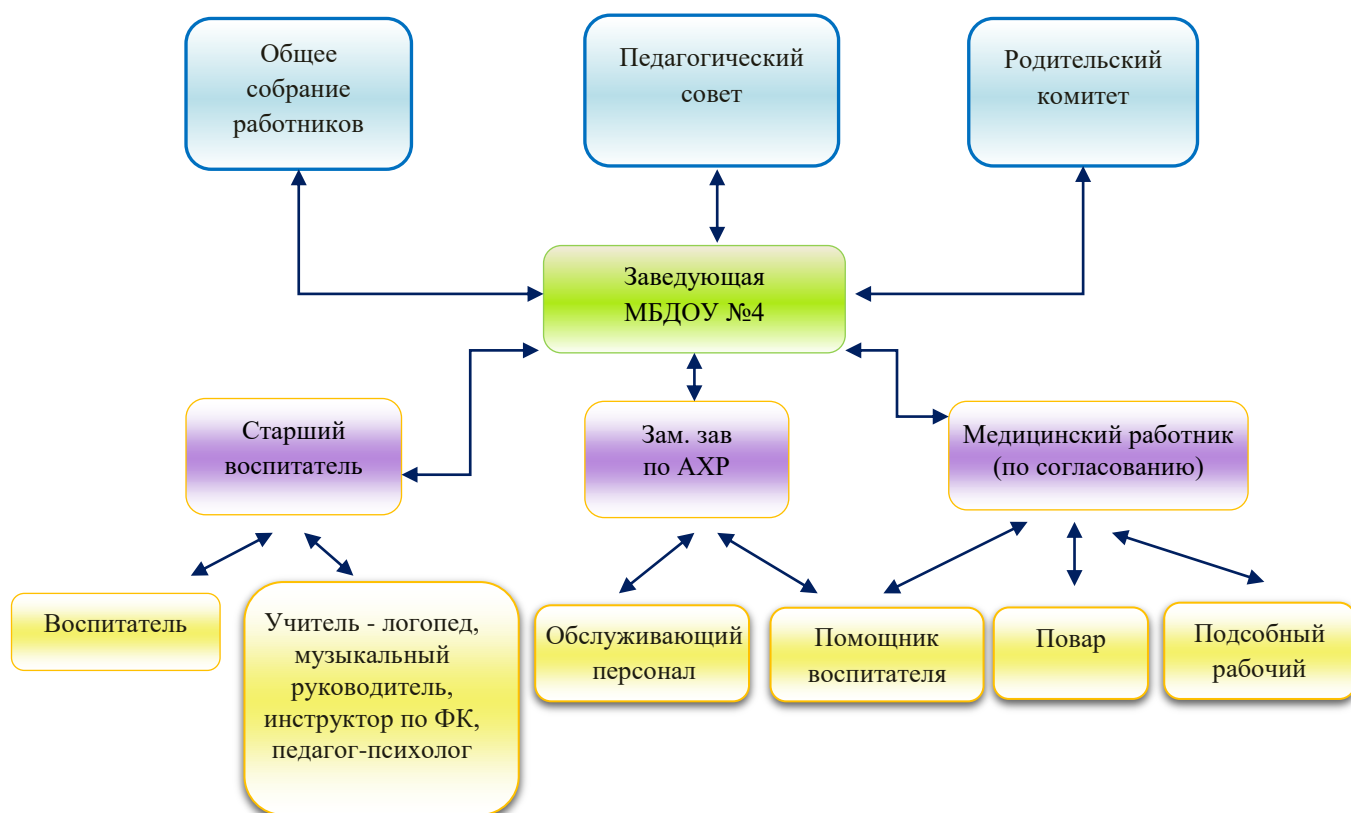 Общее
собрание
работников
Педагогический
совет
Родительский
комитет
Заведующая
МБДОУ №4
Старший
воспитатель
Зам. зав
по АХР
Медицинский работник
(по согласованию)
Воспитатель
Учитель - логопед,
музыкальный
руководитель,
инструктор по ФК,
педагог-психолог
Обслуживающий
персонал
Помощник
воспитателя
Повар
Подсобный
рабочий